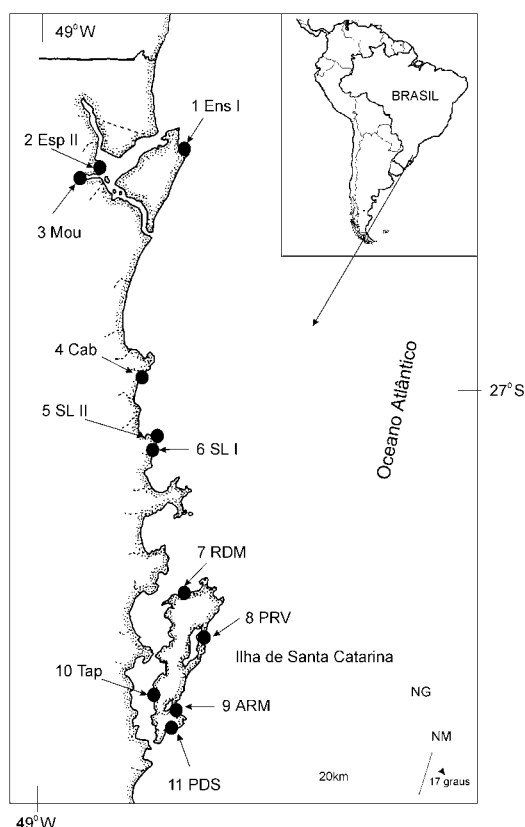 49°W
BRASIL
1 Ens I
2 Esp II
3 Mou
4 Cab
27°S
Oceano Atlântico
5 SL II
6 SL I
7 RDM
8 PRV
Ilha de Santa Catarina
10 Tap
9 ARM
NG
NM
11 PDS
20km
17 graus
49°W